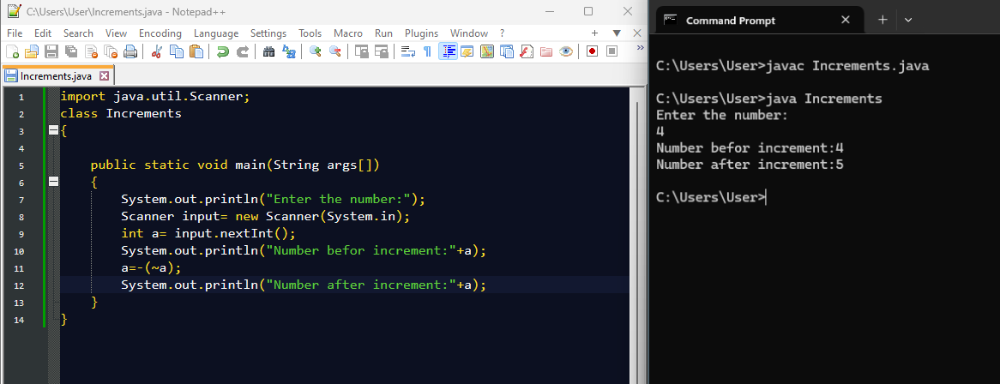 C:\Users\User\Increments.java - Notepad++
File Edit Search View Encoding Language Settings Tools Macro Run Plugins Window ? + ▼ X
Increments.java
1 import java.util.Scanner;
2 class Increments
3 {
4
5 public static void main(String args[])
6 {
7 System.out.println("Enter the number:");
8 Scanner input= new Scanner(System.in);
9 int a= input.nextInt();
10 System.out.println("Number befor increment:"+a);
11 a=-(~a);
12 System.out.println("Number after increment:"+a);
13 }
14 }
Command Prompt
C:\Users\User>javac Increments.java
C:\Users\User>java Increments
Enter the number:
4
Number befor increment:4
Number after increment:5
C:\Users\User>